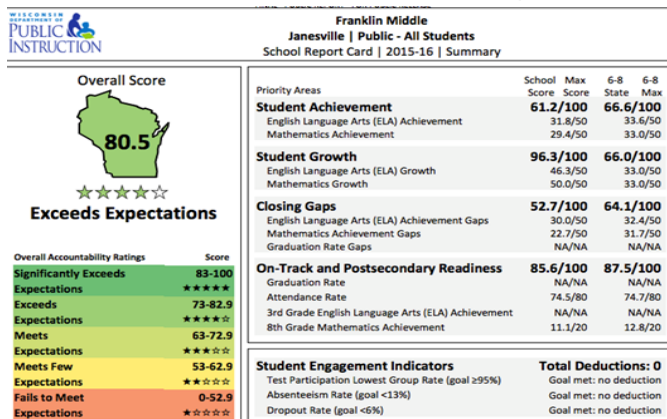 WISCONSIN
DEPARTMENT OF
PUBLIC
INSTRUCTION
Franklin Middle
Janesville | Public - All Students
School Report Card | 2015-16 | Summary
Overall Score
80.5
★★★★☆
Exceeds Expectations
Overall Accountability Ratings Score
Significantly Exceeds 83-100
Expectations ★★★★★
Exceeds 73-82.9
Expectations ★★★★☆
Meets 63-72.9
Expectations ★★★☆☆
Meets Few 53-62.9
Expectations ★★☆☆☆
Fails to Meet 0-52.9
Expectations ★☆☆☆☆
School Max 6-8 6-8
Priority Areas Score Score State Max
Student Achievement 61.2/100 66.6/100
English Language Arts (ELA) Achievement 31.8/50 33.6/50
Mathematics Achievement 29.4/50 33.0/50
Student Growth 96.3/100 66.0/100
English Language Arts (ELA) Growth 46.3/50 33.0/50
Mathematics Growth 50.0/50 33.0/50
Closing Gaps 52.7/100 64.1/100
English Language Arts (ELA) Achievement Gaps 30.0/50 32.4/50
Mathematics Achievement Gaps 22.7/50 31.7/50
Graduation Rate Gaps NA/NA NA/NA
On-Track and Postsecondary Readiness 85.6/100 87.5/100
Graduation Rate NA/NA NA/NA
Attendance Rate 74.5/80 74.7/80
3rd Grade English Language Arts (ELA) Achievement NA/NA NA/NA
8th Grade Mathematics Achievement 11.1/20 12.8/20
Student Engagement Indicators Total Deductions: 0
Test Participation Lowest Group Rate (goal ≥95%) Goal met: no deduction
Absenteeism Rate (goal <13%) Goal met: no deduction
Dropout Rate (goal <6%) Goal met: no deduction